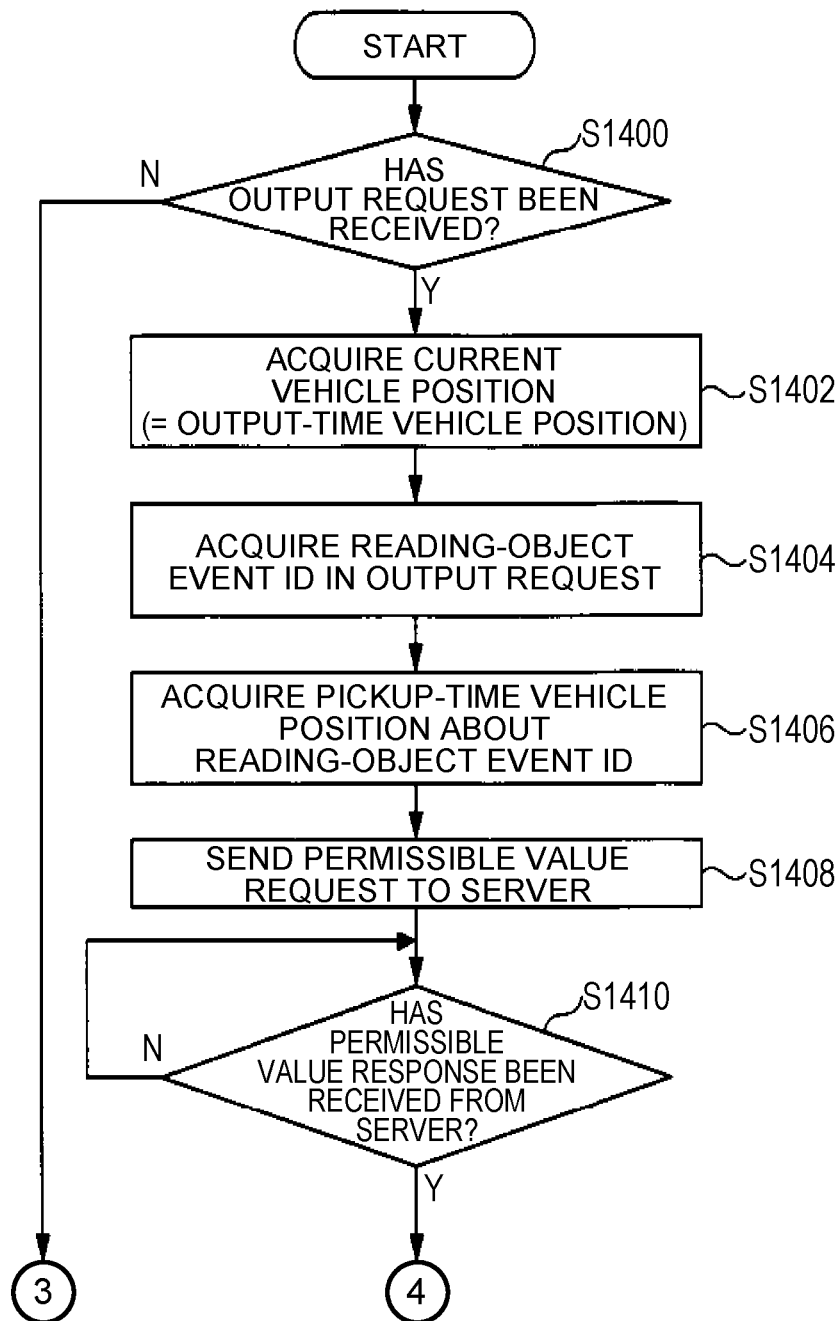 START
S1400
N
HAS
OUTPUT REQUEST BEEN
RECEIVED?
Y
ACQUIRE CURRENT
VEHICLE POSITION
(= OUTPUT-TIME VEHICLE POSITION)
S1402
ACQUIRE READING-OBJECT
EVENT ID IN OUTPUT REQUEST
S1404
ACQUIRE PICKUP-TIME VEHICLE
POSITION ABOUT
READING-OBJECT EVENT ID
S1406
SEND PERMISSIBLE VALUE
REQUEST TO SERVER
S1408
S1410
N
HAS
PERMISSIBLE
VALUE RESPONSE BEEN
RECEIVED FROM
SERVER?
Y
3
4